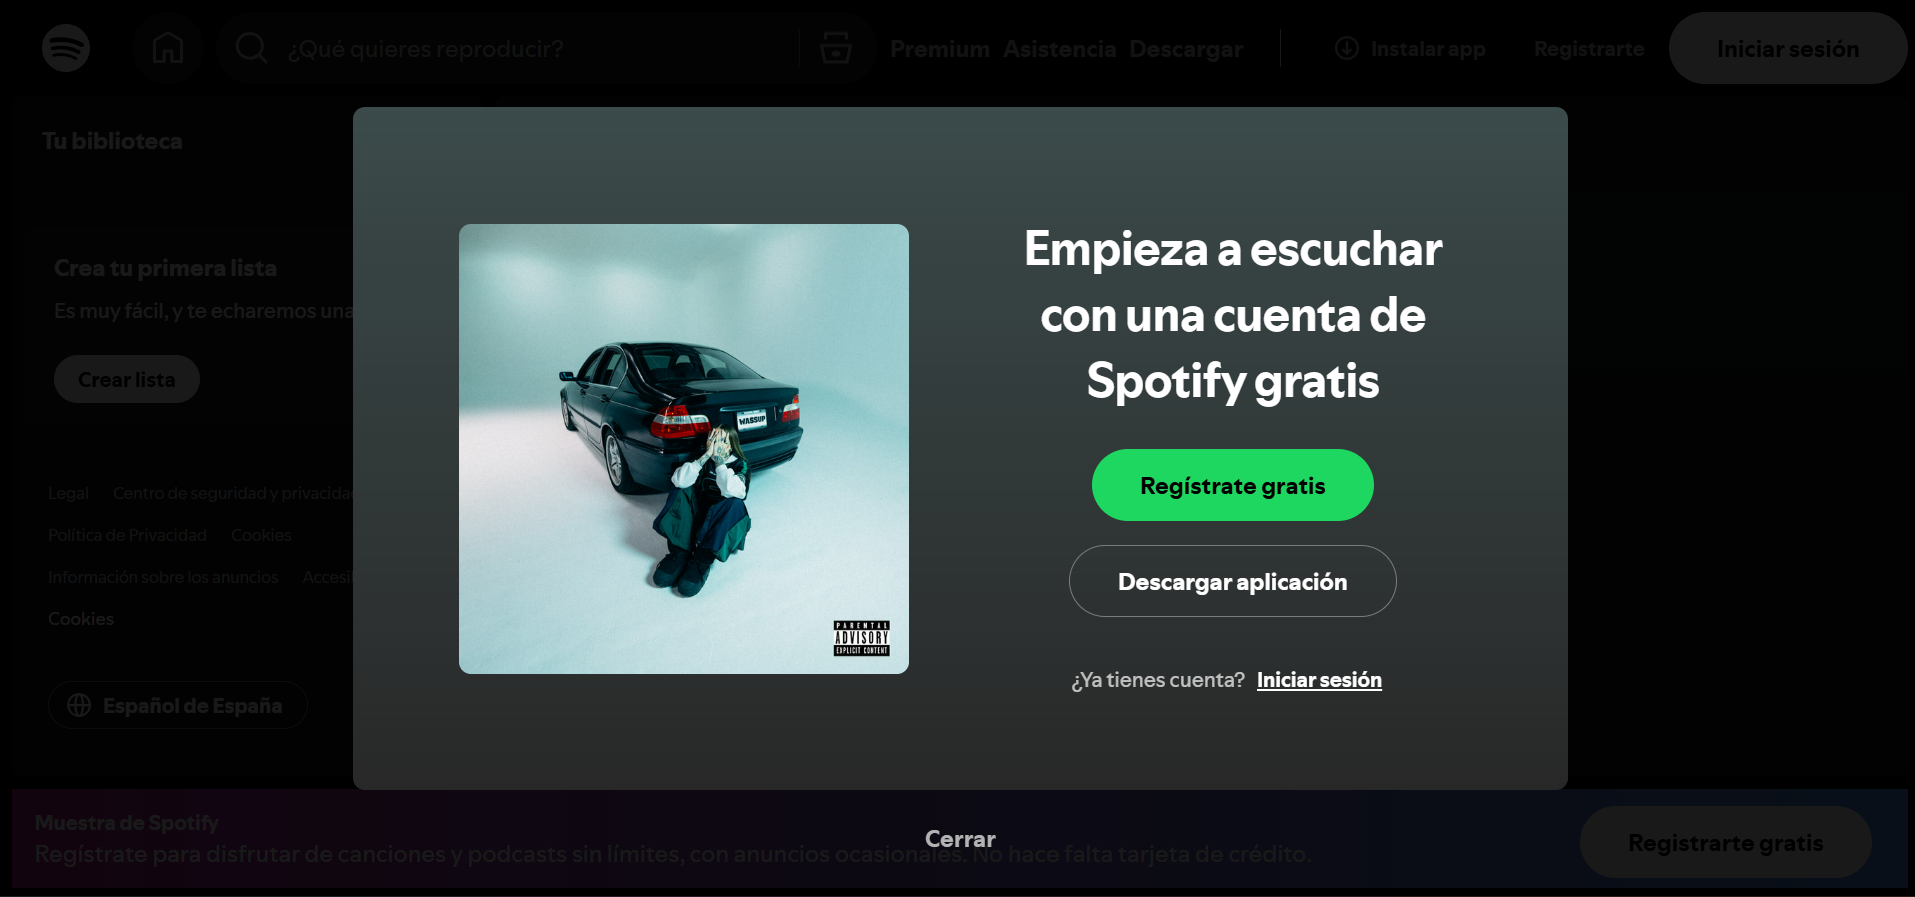 ¿Qué quieres reproducir?
Premium Asistencia Descargar
Instalar app
Registrarte
Iniciar sesión
Tu biblioteca
Crea tu primera lista
Es muy fácil, y te echaremos una
Crear lista
Legal Centro de seguridad y privacidad
Política de Privacidad Cookies
Información sobre los anuncios
Cookies
Español de España
WASSUP
PARENTAL
ADVISORY
EXPLICIT CONTENT
Empieza a escuchar
con una cuenta de
Spotify gratis
Regístrate gratis
Descargar aplicación
¿Ya tienes cuenta? Iniciar sesión
Muestra de Spotify
Regístrate para disfrutar de canciones y podcasts sin límites, con anuncios ocasionales. No hace falta tarjeta de crédito.
Cerrar
Registrarte gratis